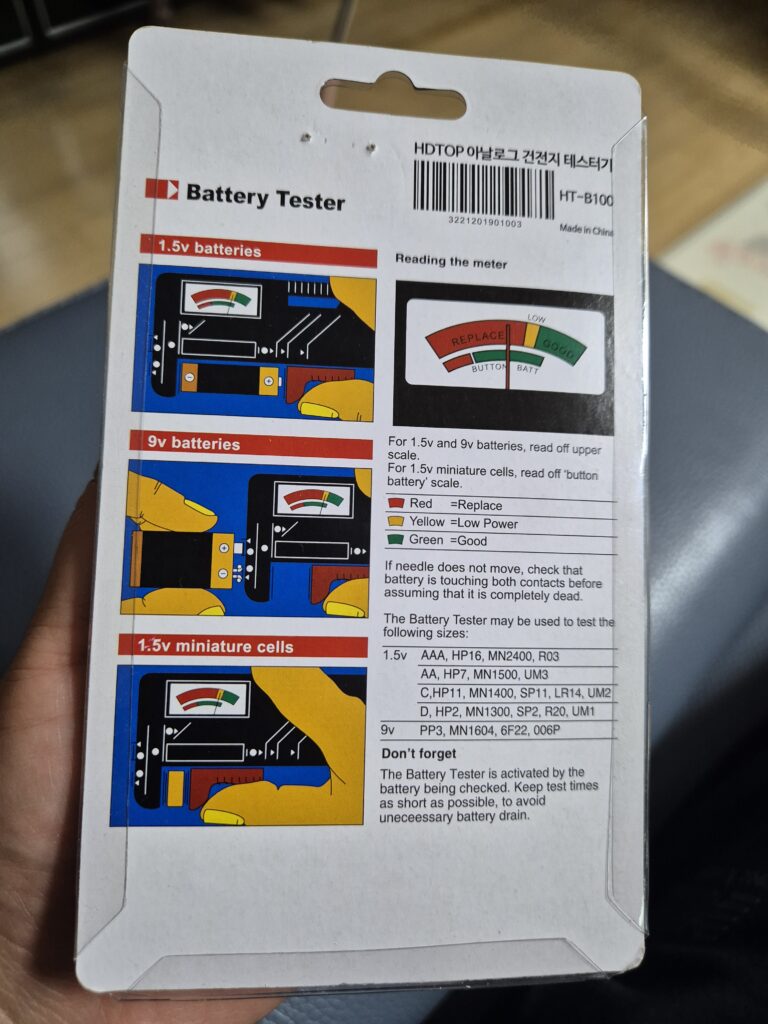 HDTOP 아날로그 건전지 테스터기
HT-B100
3221201901003
Made in China
Battery Tester
1.5v batteries
9v batteries
1.5v miniature cells
Reading the meter
LOW
REPLACE
GOOD
BUTTON BATT
For 1.5v and 9v batteries, read off upper
scale.
For 1.5v miniature cells, read off ‘button
battery’ scale.
Red =Replace
Yellow =Low Power
Green =Good
If needle does not move, check that
battery is touching both contacts before
assuming that it is completely dead.
The Battery Tester may be used to test the
following sizes:
1.5v AAA, HP16, MN2400, R03
AA, HP7, MN1500, UM3
C,HP11, MN1400, SP11, LR14, UM2
D, HP2, MN1300, SP2, R20, UM1
9v PP3, MN1604, 6F22, 006P
Don’t forget
The Battery Tester is activated by the
battery being checked. Keep test times
as short as possible, to avoid
uneceessary battery drain.